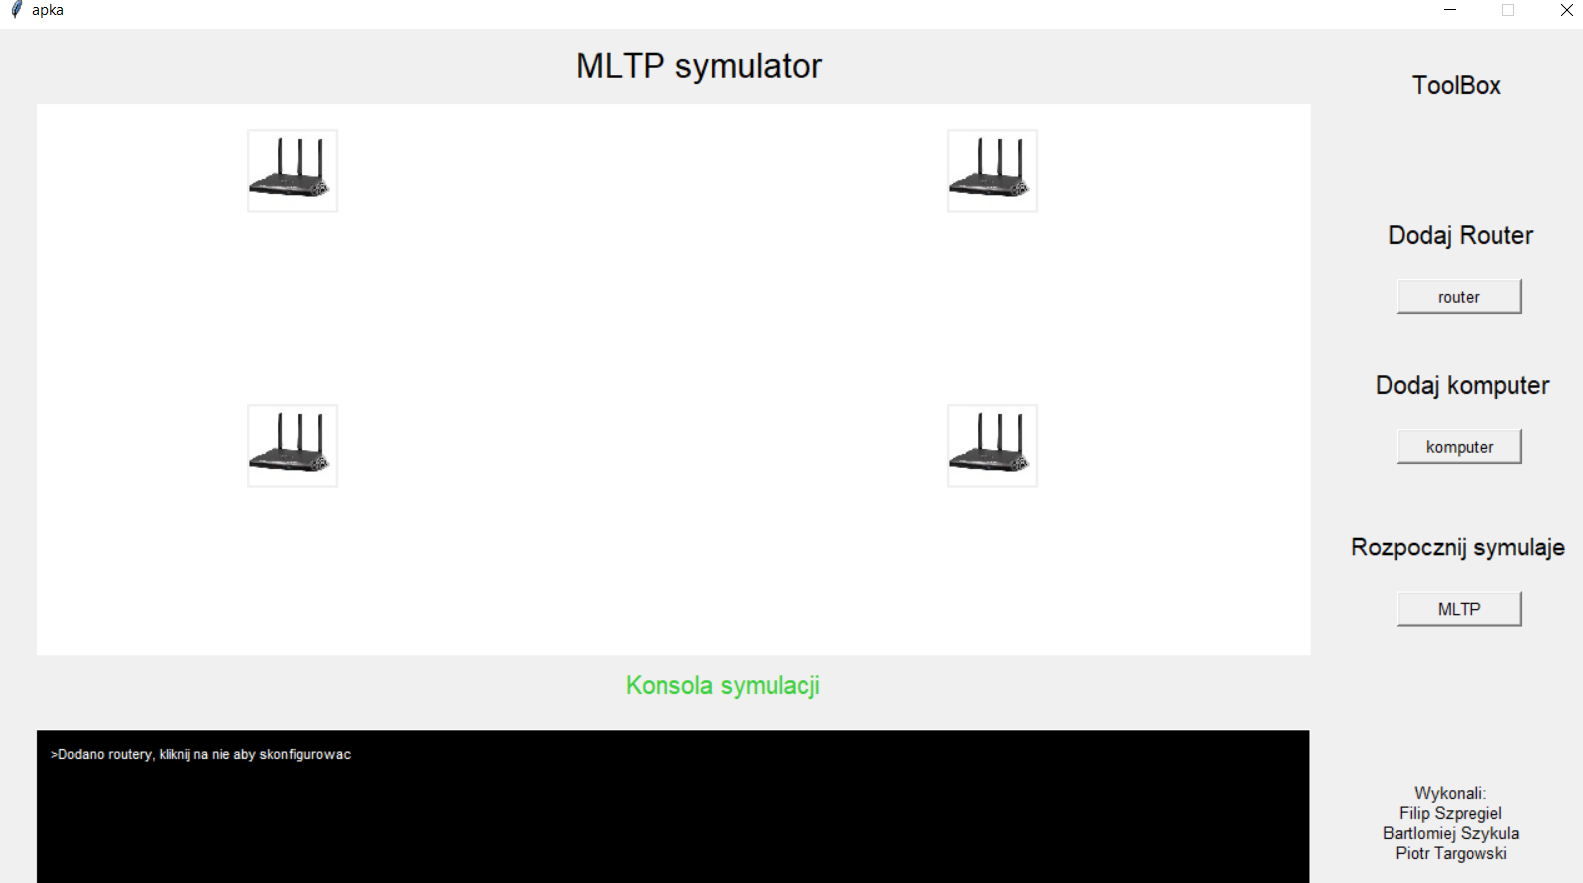 apka
MLTP symulator
ToolBox
Dodaj Router
router
Dodaj komputer
komputer
Rozpocznij symulaje
MLTP
Konsola symulacji
>Dodano routery, kliknij na nie aby skonfigurowac
Wykonali:
Filip Szpregiel
Bartlomiej Szykula
Piotr Targowski